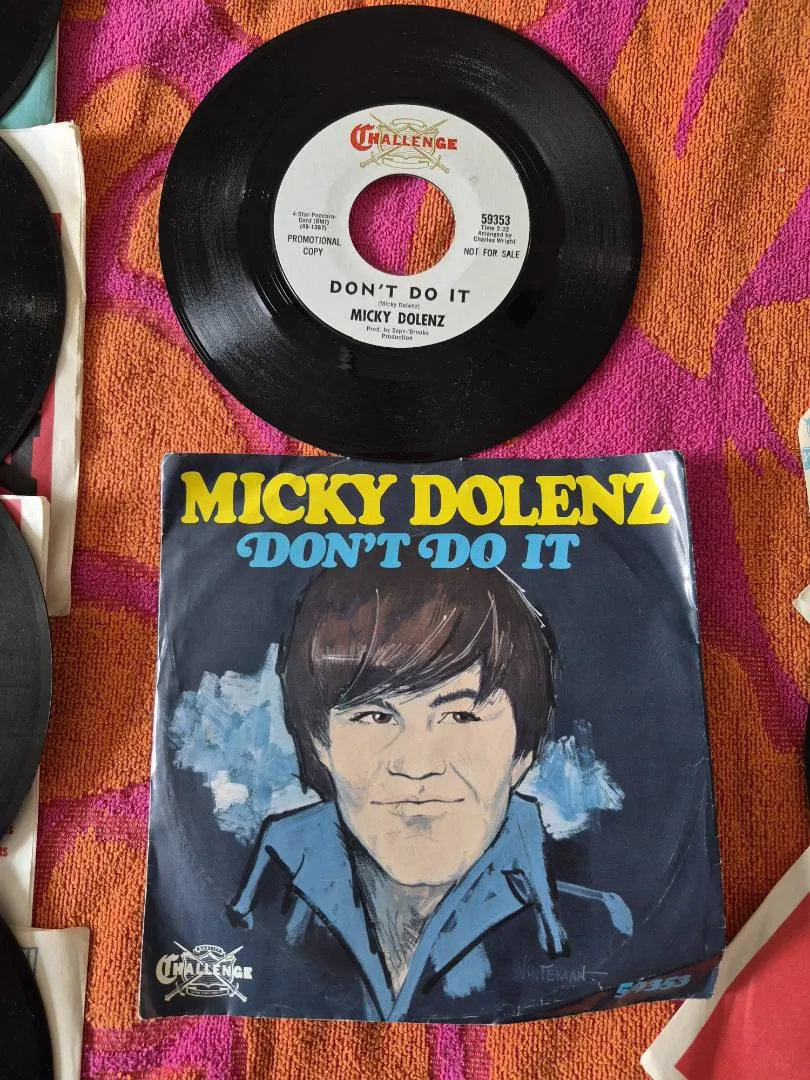 CHALLENGE
4-Star-Popcorn-
Cord (BMI)
(45-1387)
PROMOTIONAL
COPY
59353
Time 2:22
Arranged by
Charles Wright
NOT FOR SALE
DON'T DO IT
(Micky Dolenz)
MICKY DOLENZ
Prod. by Sepe/Brooks
Production
MICKY DOLENZ
DON'T DO IT
CHALLENGE
WHITEMAN
59353